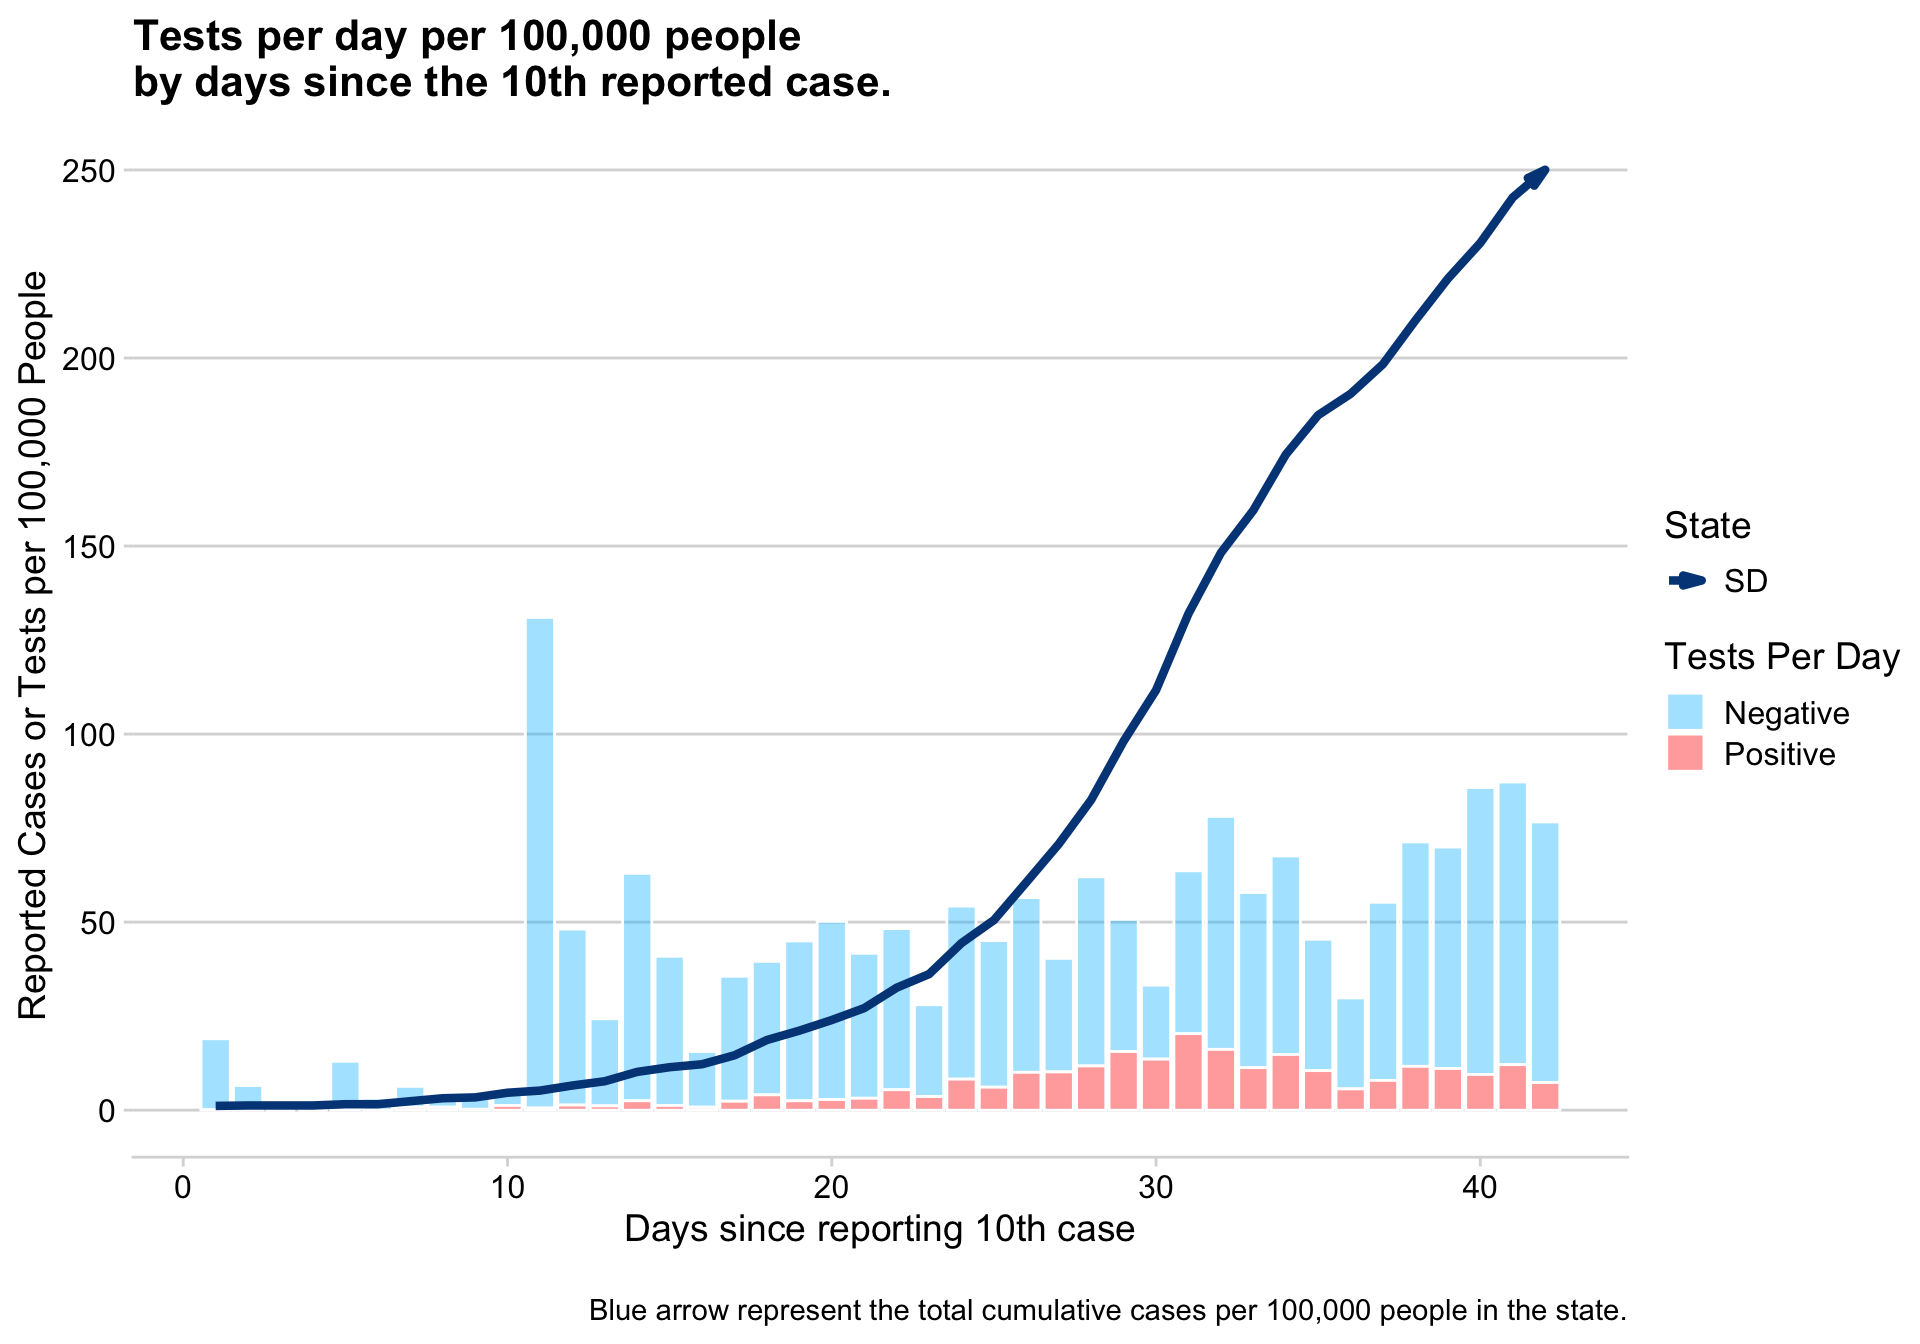 Tests per day per 100,000 people
by days since the 10th reported case.
Reported Cases or Tests per 100,000 People
250
200
150
100
50
0
0
10
20
30
40
Days since reporting 10th case
State
SD
Tests Per Day
Negative
Positive
Blue arrow represent the total cumulative cases per 100,000 people in the state.